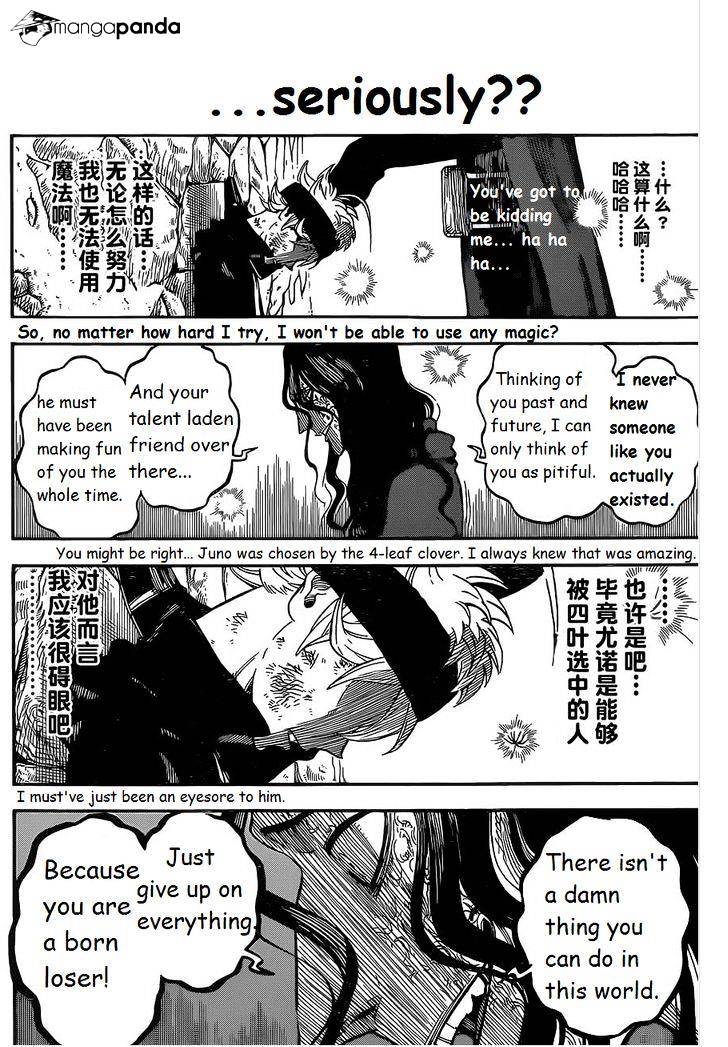 mangapanda
...seriously??
…什么?
这算什么啊……
哈哈哈……
You've got to
be kidding
me... ha ha
ha...
这样的话…
无论怎么努力
我也无法使用
魔法啊……
So, no matter how hard I try, I won't be able to use any magic?
I never
knew
someone
like you
actually
existed.
Thinking of
you past and
future, I can
only think of
you as pitiful.
And your
talent laden
friend over
there...
he must
have been
making fun
of you the
whole time.
You might be right... Juno was chosen by the 4-leaf clover. I always knew that was amazing.
……
也许是吧…
毕竟尤诺是能够
被四叶选中的人
对他而言
我应该很碍眼吧
………………
I must've just been an eyesore to him.
There isn't
a damn
thing you
can do in
this world.
Just
give up on
everything.
Because
you are
a born
loser!